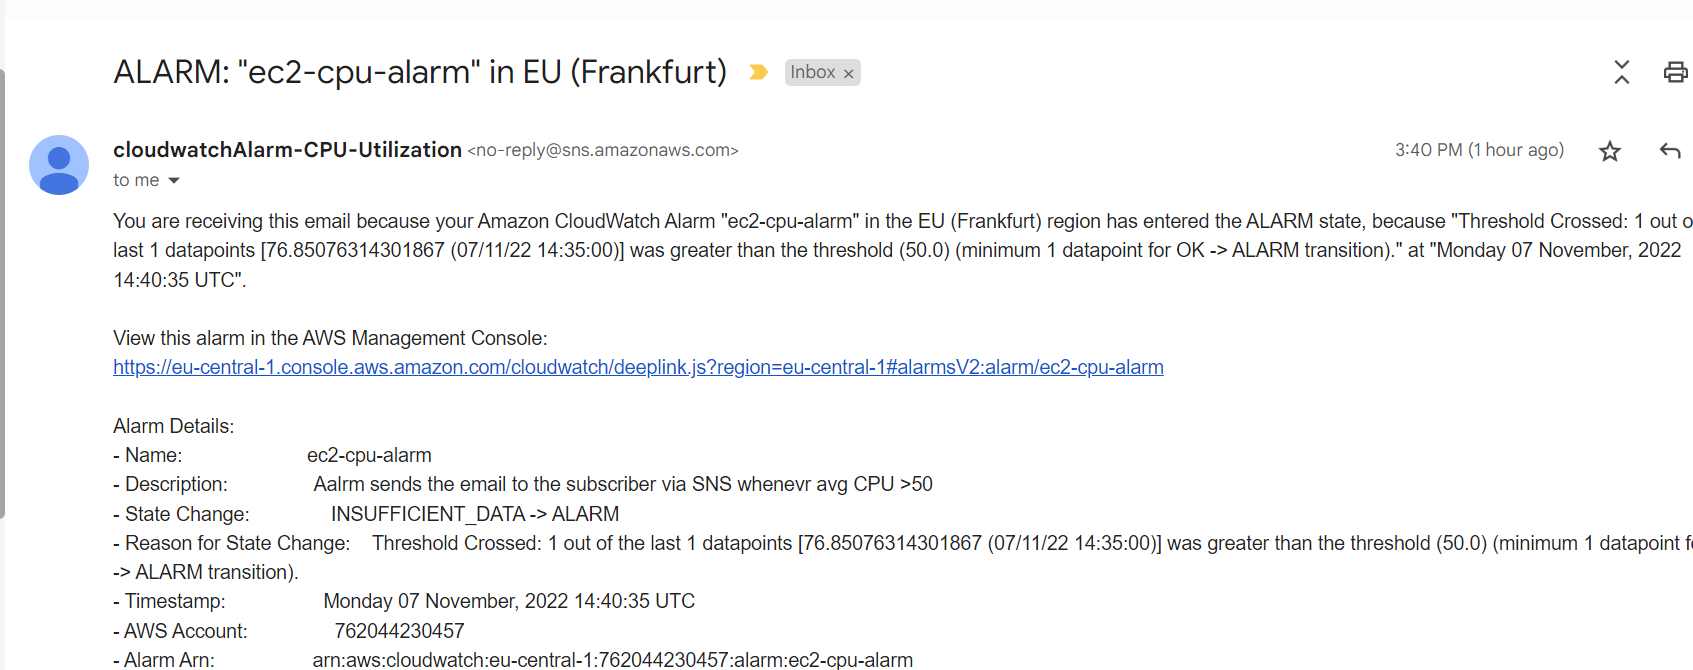 ALARM: "ec2-cpu-alarm" in EU (Frankfurt) Inbox ×
cloudwatchAlarm-CPU-Utilization <no-reply@sns.amazonaws.com> 3:40 PM (1 hour ago)
to me
You are receiving this email because your Amazon CloudWatch Alarm "ec2-cpu-alarm" in the EU (Frankfurt) region has entered the ALARM state, because "Threshold Crossed: 1 out o
last 1 datapoints [76.85076314301867 (07/11/22 14:35:00)] was greater than the threshold (50.0) (minimum 1 datapoint for OK -> ALARM transition)." at "Monday 07 November, 2022
14:40:35 UTC".
View this alarm in the AWS Management Console:
https://eu-central-1.console.aws.amazon.com/cloudwatch/deeplink.js?region=eu-central-1#alarmsV2:alarm/ec2-cpu-alarm
Alarm Details:
- Name: ec2-cpu-alarm
- Description: Aalrm sends the email to the subscriber via SNS whenevr avg CPU >50
- State Change: INSUFFICIENT_DATA -> ALARM
- Reason for State Change: Threshold Crossed: 1 out of the last 1 datapoints [76.85076314301867 (07/11/22 14:35:00)] was greater than the threshold (50.0) (minimum 1 datapoint f
-> ALARM transition).
- Timestamp: Monday 07 November, 2022 14:40:35 UTC
- AWS Account: 762044230457
- Alarm Arn: arn:aws:cloudwatch:eu-central-1:762044230457:alarm:ec2-cpu-alarm